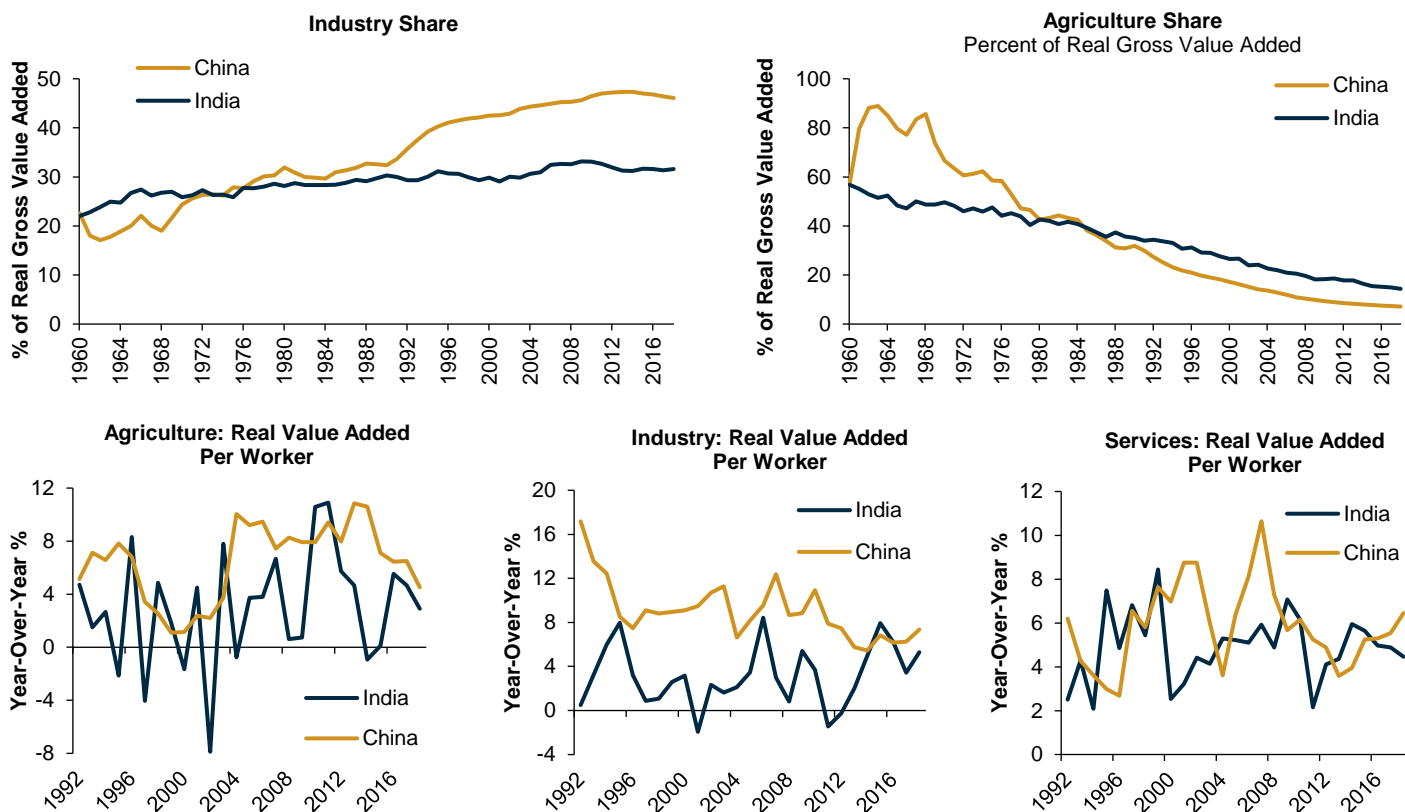 Industry Share
China
India
% of Real Gross Value Added
50
40
30
20
10
0
1960 1964 1968 1972 1976 1980 1984 1988 1992 1996 2000 2004 2008 2012 2016
Agriculture Share
Percent of Real Gross Value Added
China
India
% of Real Gross Value Added
100
80
60
40
20
0
1960 1964 1968 1972 1976 1980 1984 1988 1992 1996 2000 2004 2008 2012 2016
Agriculture: Real Value Added
Per Worker
Year-Over-Year %
12
8
4
0
-4
-8
India
China
1992 1996 2000 2004 2008 2012 2016
Industry: Real Value Added
Per Worker
India
China
Year-Over-Year %
20
16
12
8
4
0
-4
1992 1996 2000 2004 2008 2012 2016
Services: Real Value Added
Per Worker
India
China
Year-Over-Year %
12
10
8
6
4
2
0
1992 1996 2000 2004 2008 2012 2016